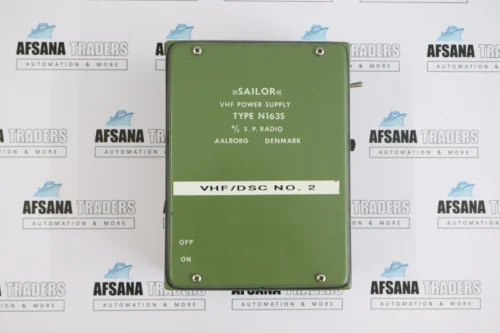 »SAILOR«
VHF POWER SUPPLY
TYPE N163S
A/S S. P. RADIO
AALBORG DENMARK
VHF/DSC NO. 2
OFF
ON
AFSANA TRADERS
AUTOMATION & MORE